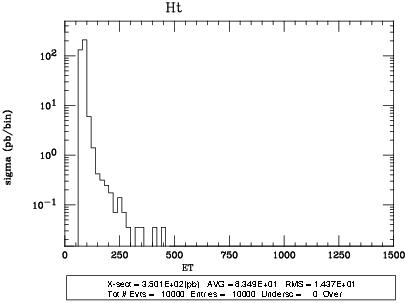 Ht
sigma (pb/bin)
10²
10¹
10⁰
10⁻¹
0 250 500 750 1000 1250 1500
ET
X-sect = 3.501E+02(pb) AVG = 8.349E+01 RMS = 1.437E+01
Tot # Evts = 10000 Entries = 10000 Undersc = 0 Over